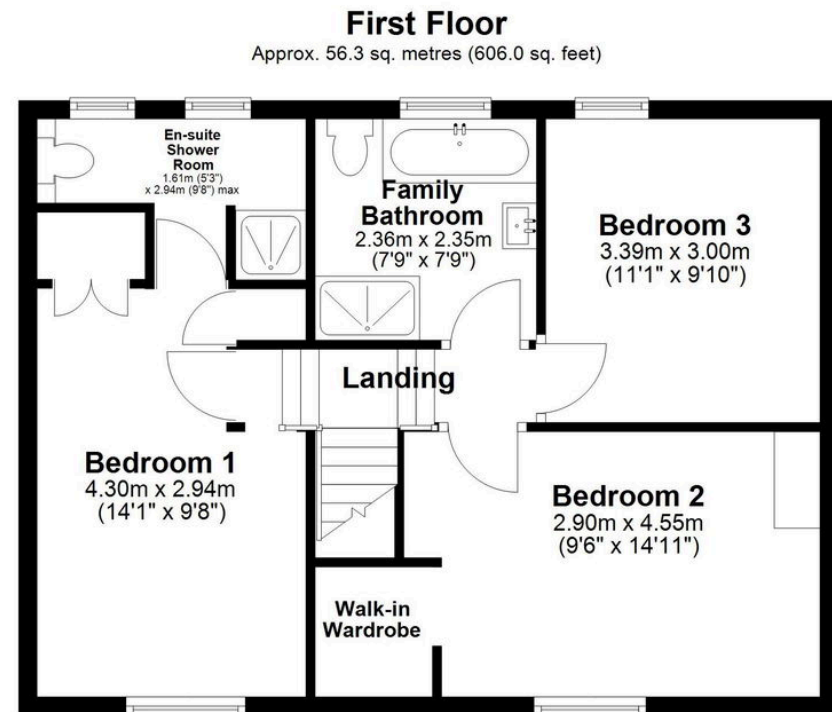 First Floor
Approx. 56.3 sq. metres (606.0 sq. feet)
En-suite
Shower
Room
1.61m (5'3")
x 2.94m (9'8") max
Family
Bathroom
2.36m x 2.35m
(7'9" x 7'9")
Bedroom 3
3.39m x 3.00m
(11'1" x 9'10")
Landing
Bedroom 1
4.30m x 2.94m
(14'1" x 9'8")
Bedroom 2
2.90m x 4.55m
(9'6" x 14'11")
Walk-in
Wardrobe